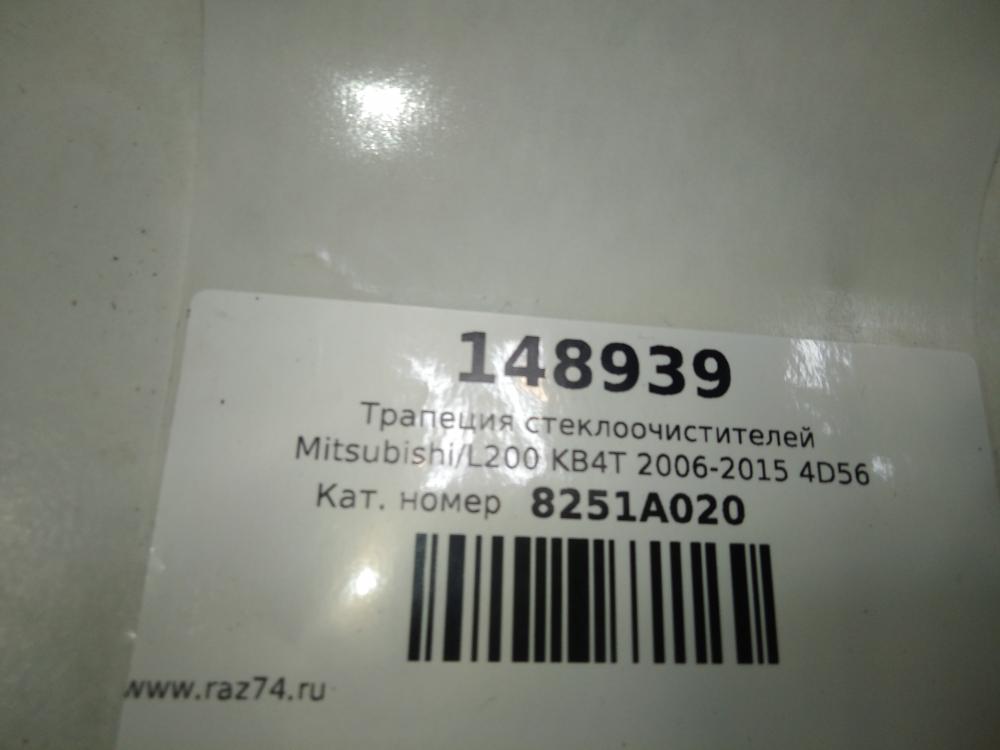 148939
Трапеция стеклоочистителей
Mitsubishi/L200 KB4T 2006-2015 4D56
Кат. номер 8251A020
www.raz74.ru